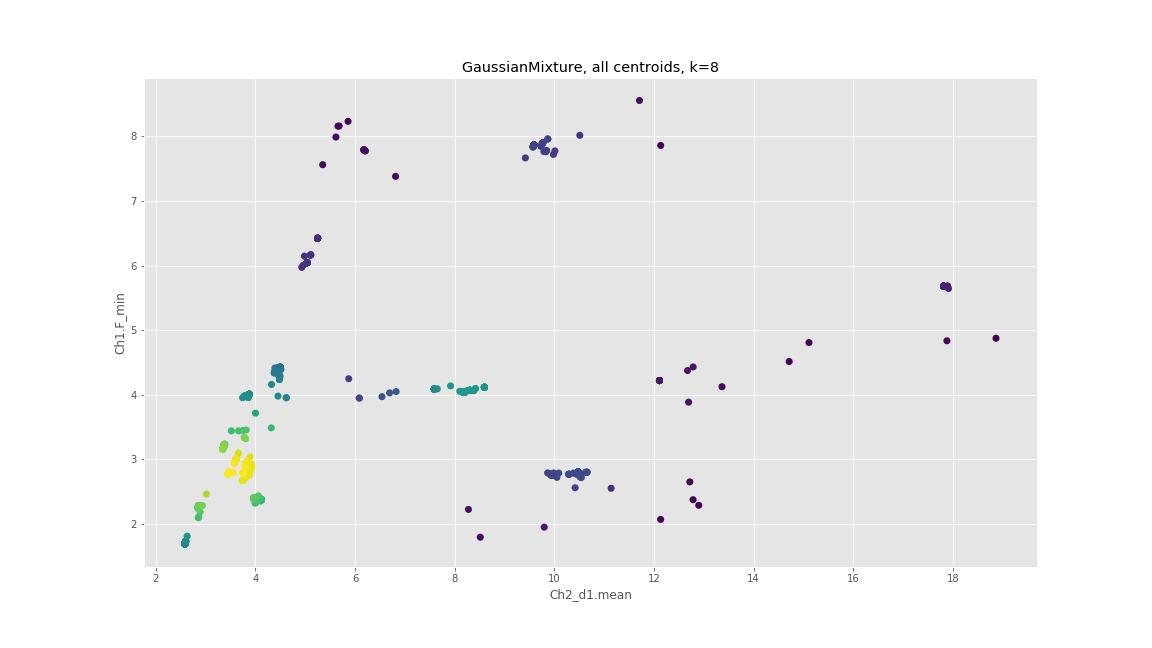 GaussianMixture, all centroids, k=8
8
7
6
5
4
3
2
Ch1.F_min
2 4 6 8 10 12 14 16 18
Ch2_d1.mean